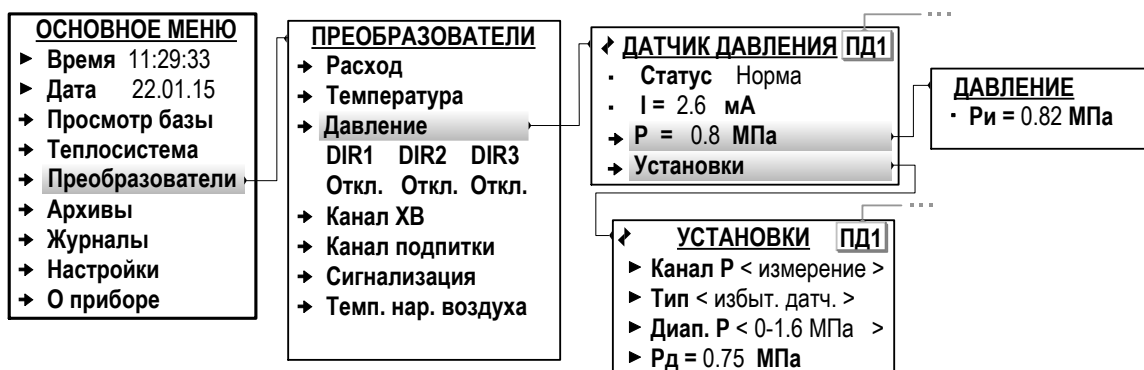 ОСНОВНОЕ МЕНЮ
Время 11:29:33
Дата 22.01.15
Просмотр базы
Теплосистема
Преобразователи
Архивы
Журналы
Настройки
О приборе
ПРЕОБРАЗОВАТЕЛИ
Расход
Температура
Давление
DIR1 DIR2 DIR3
Откл. Откл. Откл.
Канал ХВ
Канал подпитки
Сигнализация
Темп. нар. воздуха
ДАТЧИК ДАВЛЕНИЯ ПД1
Статус Норма
I = 2.6 мА
P = 0.8 МПа
Установки
ДАВЛЕНИЕ
Pи = 0.82 МПа
УСТАНОВКИ ПД1
Канал P < измерение >
Тип < избыт. датч. >
Диап. P < 0-1.6 МПа >
Рд = 0.75 МПа